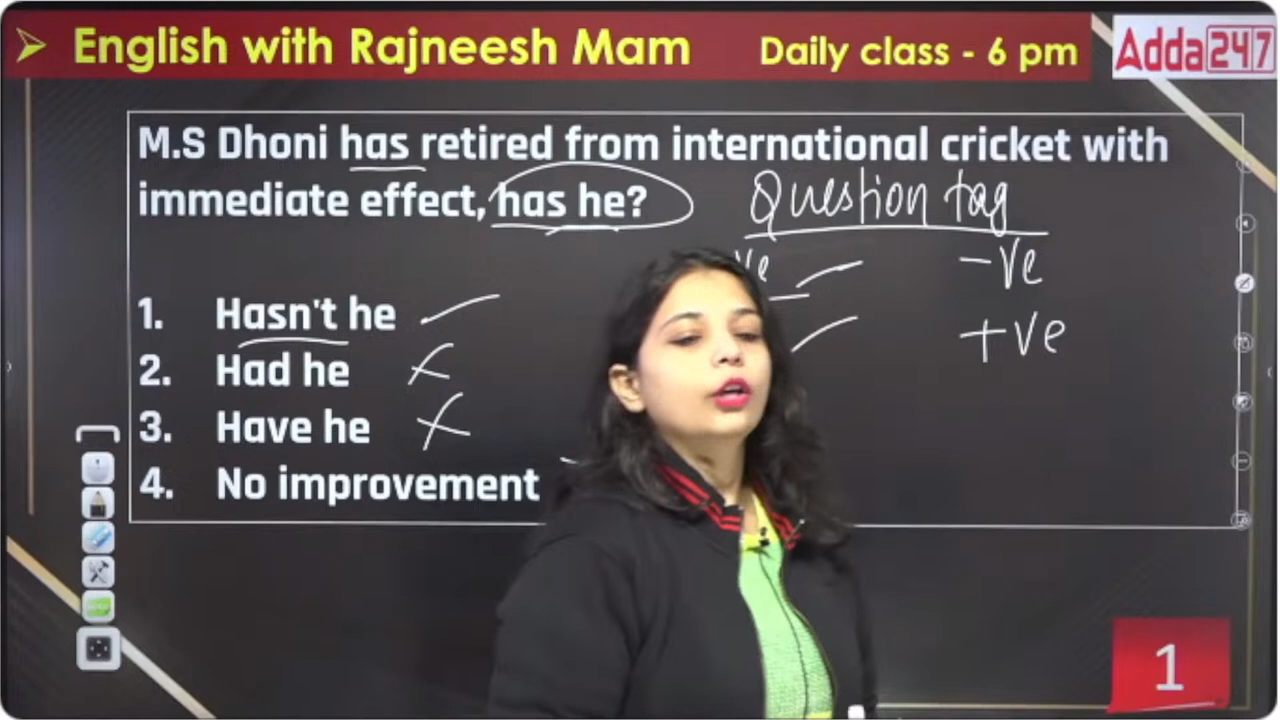 English with Rajneesh Mam Daily class - 6 pm Adda247
M.S Dhoni has retired from international cricket with
immediate effect, has he? Question tag
ve -ve
1. Hasn't he
+ve
2. Had he
3. Have he
4. No improvement
1